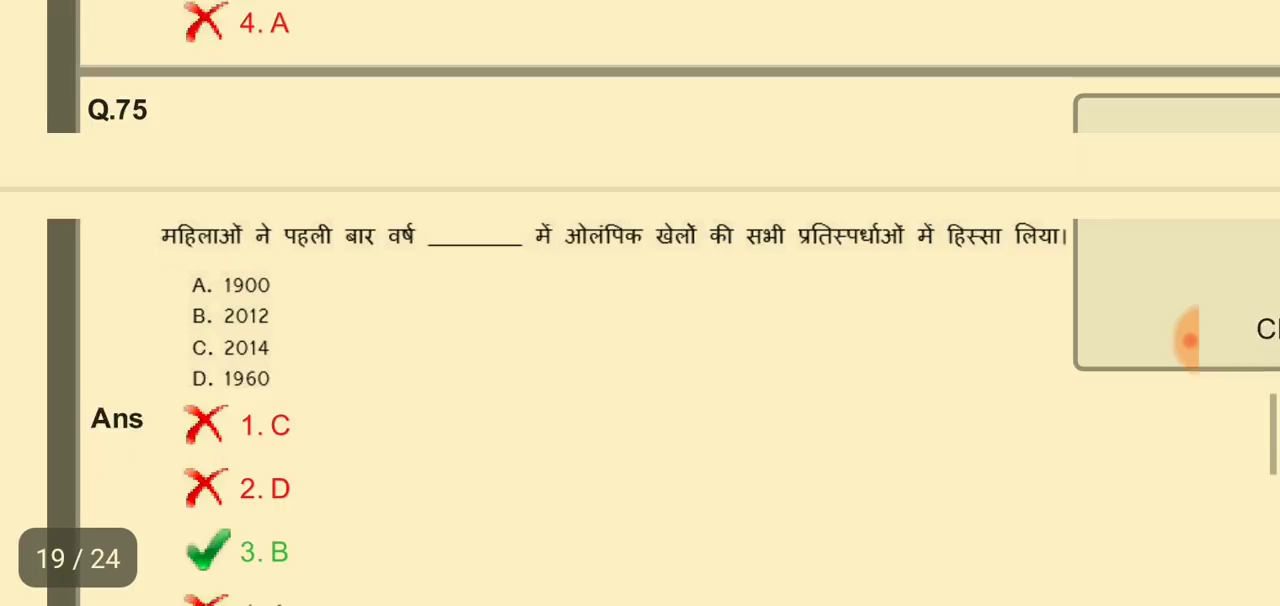 4. A
Q.75
महिलाओं ने पहली बार वर्ष ________ में ओलंपिक खेलों की सभी प्रतिस्पर्धाओं में हिस्सा लिया।
A. 1900
B. 2012
C. 2014
D. 1960
Ans
1. C
2. D
3. B
19 / 24